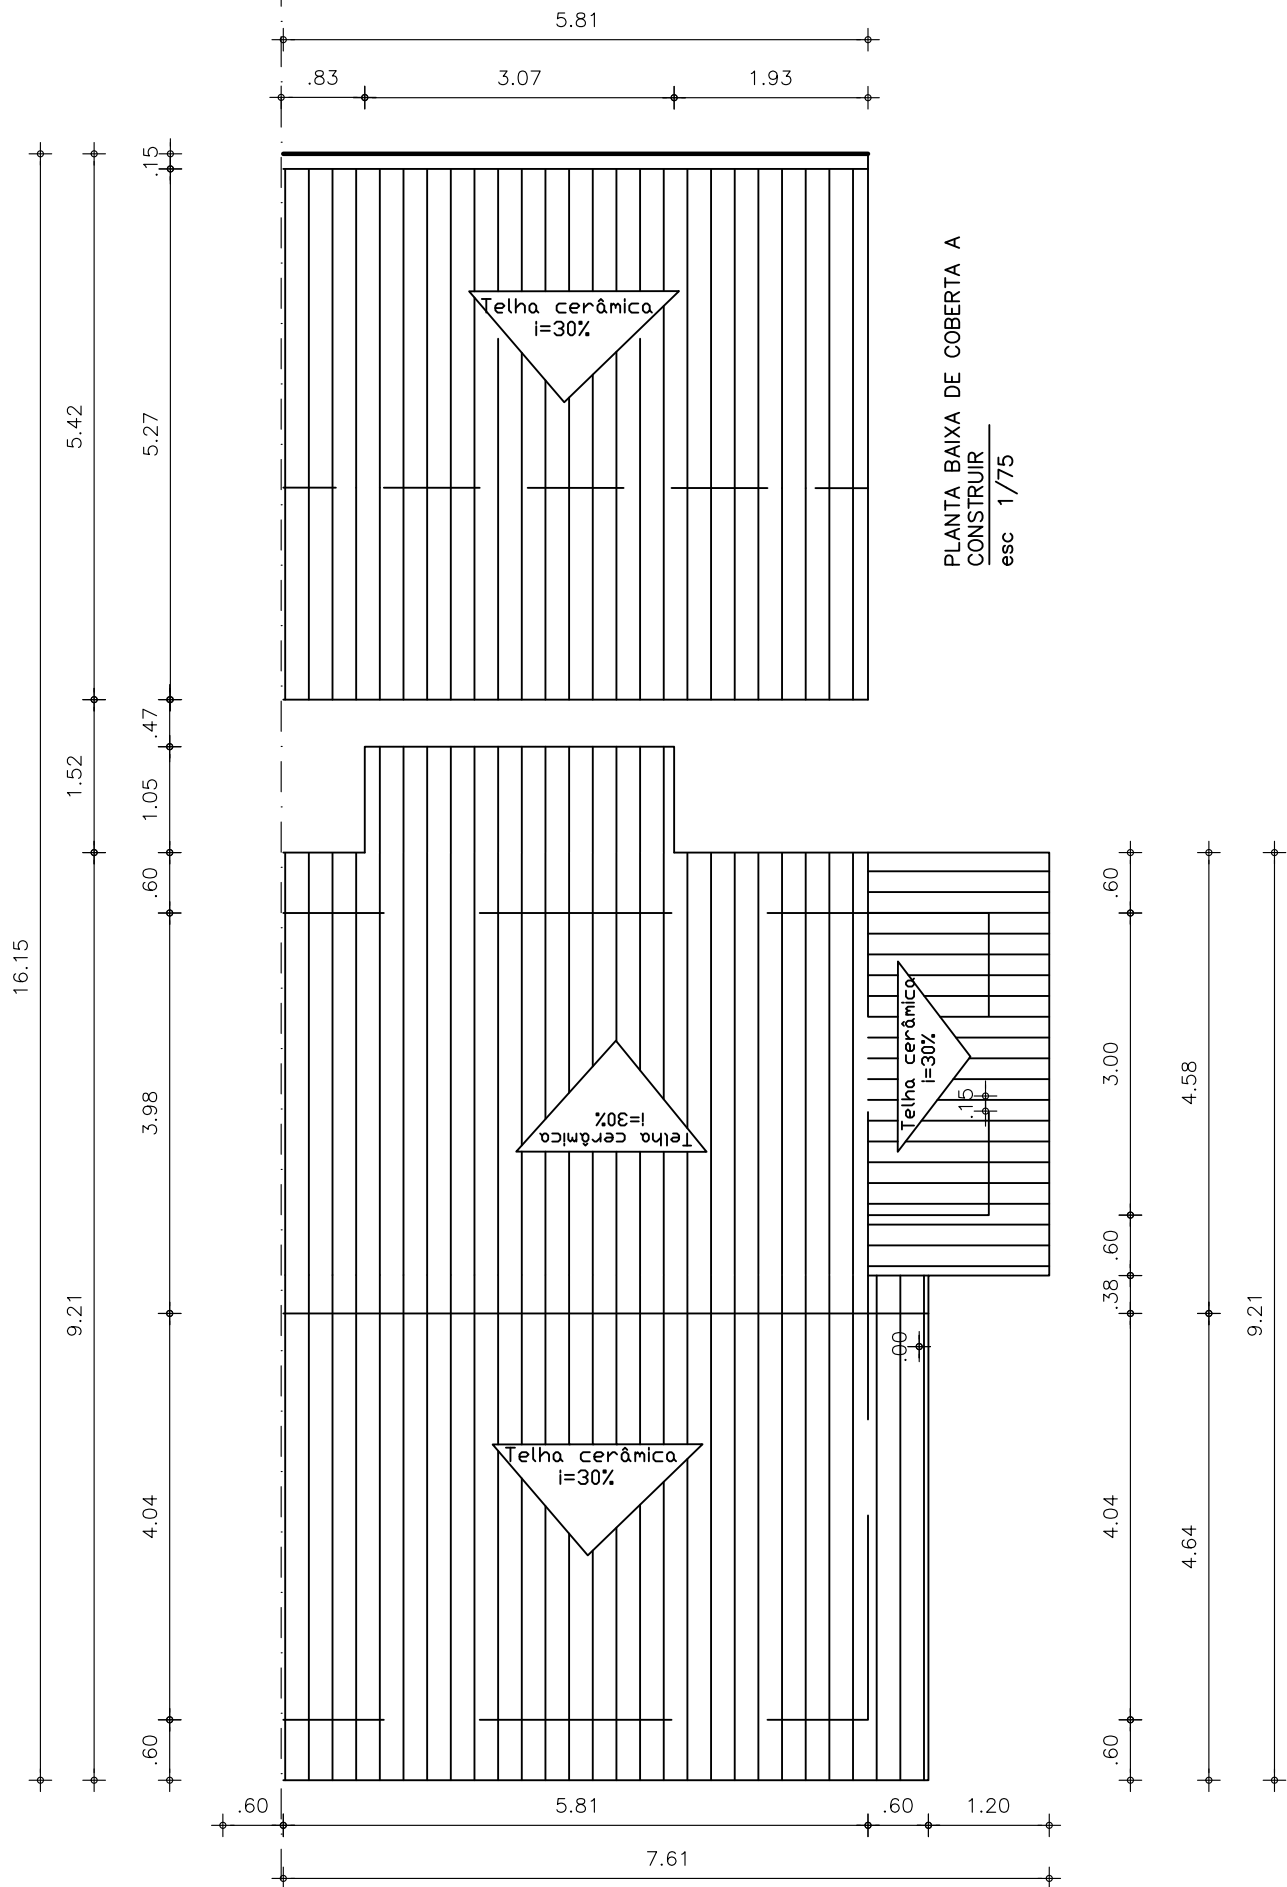 5.81
.83
3.07
1.93
.15
5.42
5.27
Telha cerâmica
i=30%
PLANTA BAIXA DE COBERTA A
CONSTRUIR
esc 1/75
.47
1.52
1.05
.60
.60
16.15
3.98
Telha cerâmica
i=30%
Telha cerâmica
i=30%
.15
3.00
4.58
.60
.38
9.21
9.21
.00
Telha cerâmica
i=30%
4.04
4.04
4.64
.60
.60
.60
5.81
.60
1.20
7.61